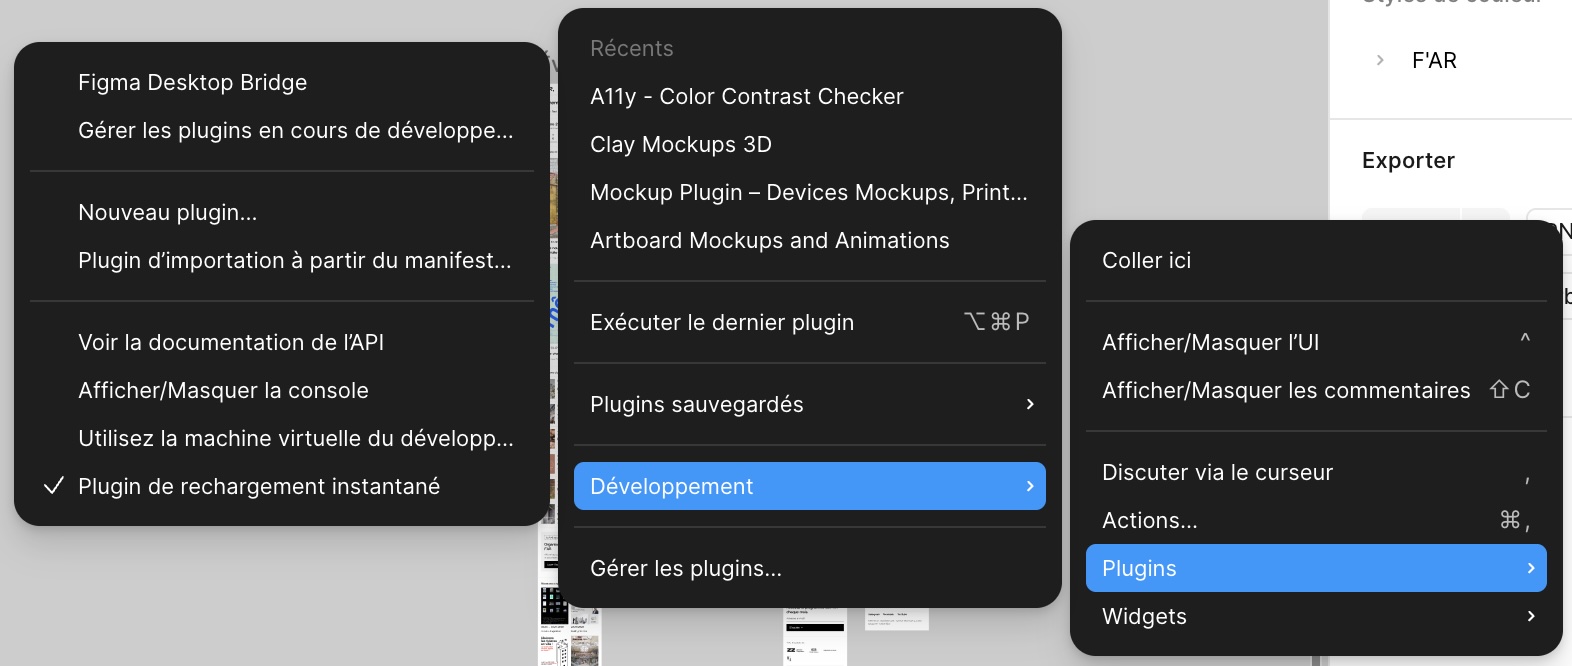 Figma Desktop Bridge
Gérer les plugins en cours de développe...
Nouveau plugin...
Plugin d’importation à partir du manifest...
Voir la documentation de l’API
Afficher/Masquer la console
Utilisez la machine virtuelle du développ...
✓ Plugin de rechargement instantané
Récents
A11y - Color Contrast Checker
Clay Mockups 3D
Mockup Plugin – Devices Mockups, Print...
Artboard Mockups and Animations
Exécuter le dernier plugin ⌥⌘P
Plugins sauvegardés
Développement
Gérer les plugins...
Styles de couleur
F'AR
Exporter
Coller ici
Afficher/Masquer l’UI ^
Afficher/Masquer les commentaires ⇧C
Discuter via le curseur ,
Actions... ⌘,
Plugins
Widgets